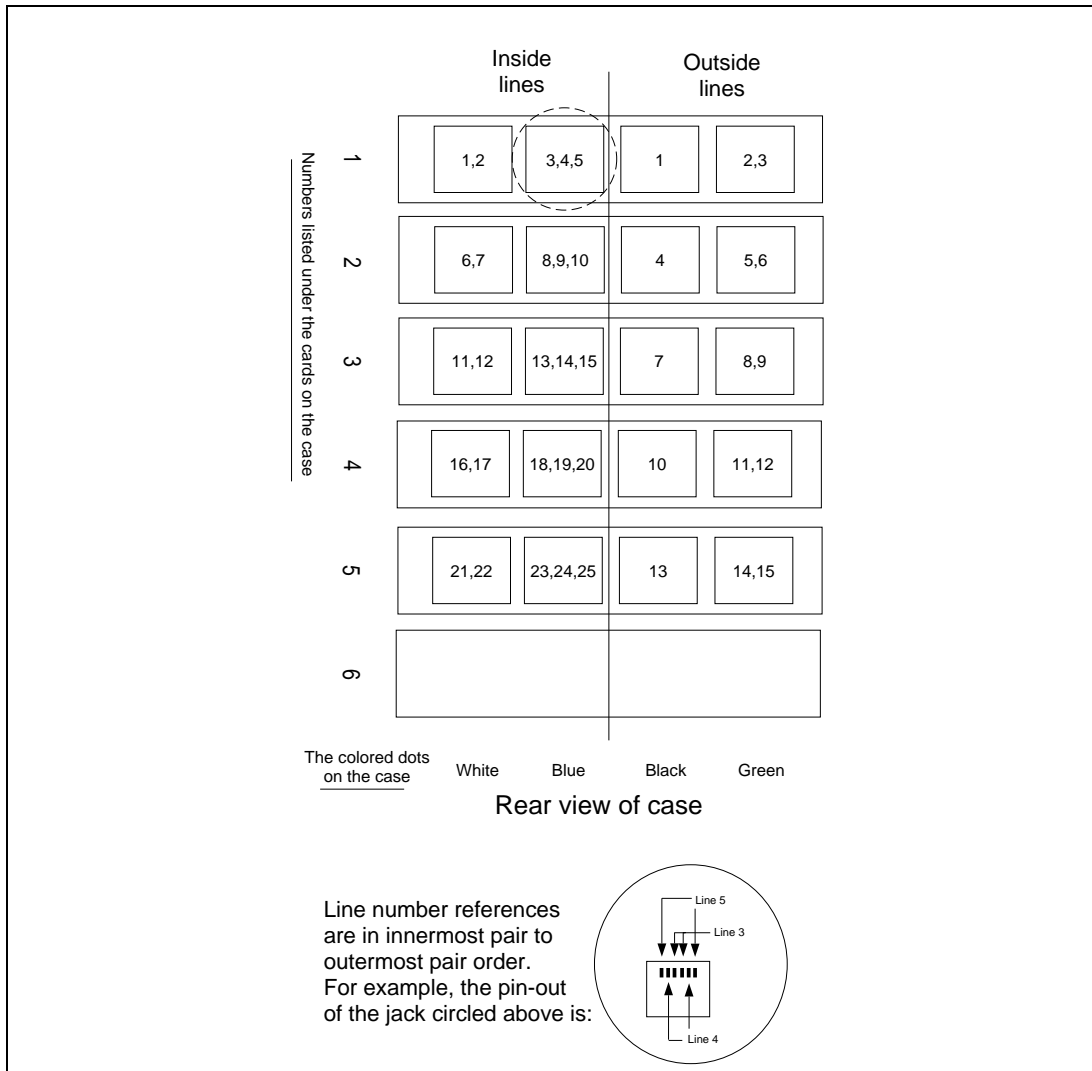 Inside
lines
Outside
lines
Numbers listed under the cards on the case
1
1,2
3,4,5
1
2,3
2
6,7
8,9,10
4
5,6
3
11,12
13,14,15
7
8,9
4
16,17
18,19,20
10
11,12
5
21,22
23,24,25
13
14,15
6
The colored dots
on the case
White
Blue
Black
Green
Rear view of case
Line number references
are in innermost pair to
outermost pair order.
For example, the pin-out
of the jack circled above is:
Line 5
Line 3
Line 4